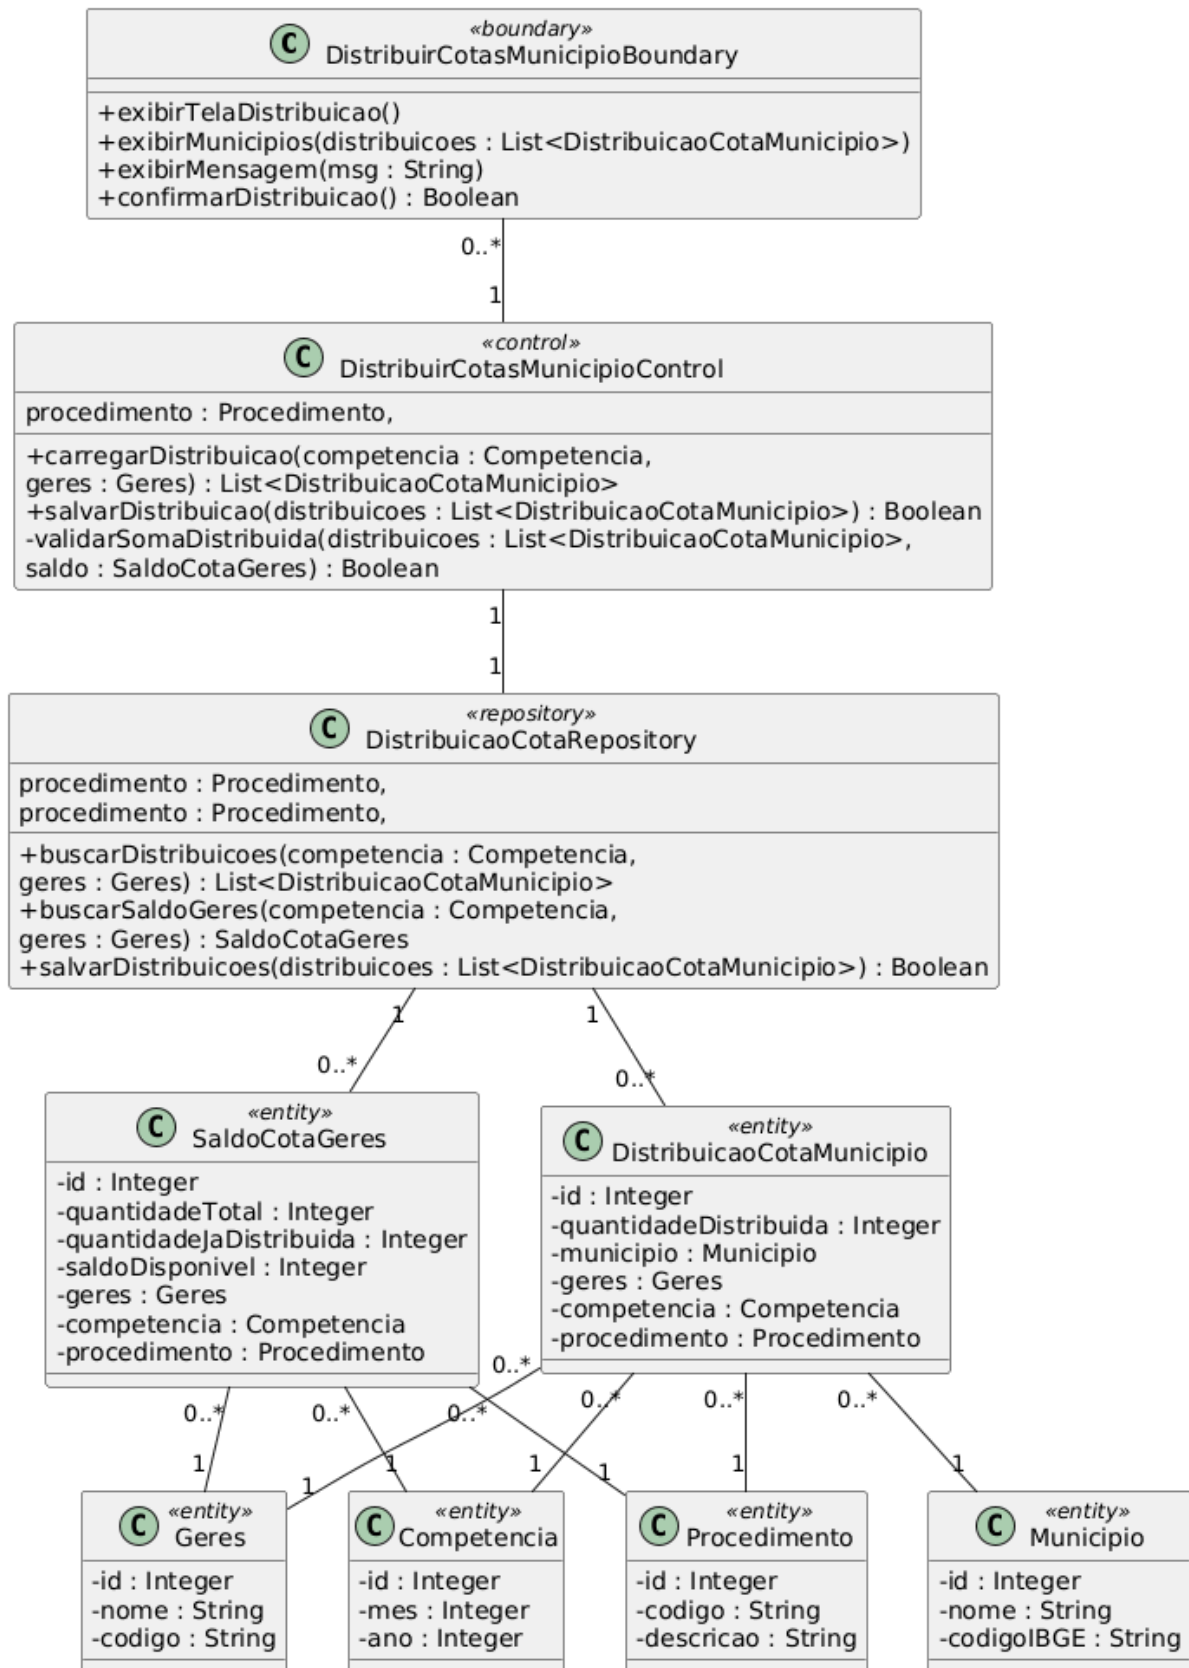 «boundary»
C
DistribuirCotasMunicipioBoundary
+exibirTelaDistribuicao()
+exibirMunicipios(distribuicoes : List<DistribuicaoCotaMunicipio>)
+exibirMensagem(msg : String)
+confirmarDistribuicao() : Boolean
0..*
1
«control»
C
DistribuirCotasMunicipioControl
procedimento : Procedimento,
+carregarDistribuicao(competencia : Competencia,
geres : Geres) : List<DistribuicaoCotaMunicipio>
+salvarDistribuicao(distribuicoes : List<DistribuicaoCotaMunicipio>) : Boolean
-validarSomaDistribuida(distribuicoes : List<DistribuicaoCotaMunicipio>,
saldo : SaldoCotaGeres) : Boolean
1
1
«repository»
C
DistribuicaoCotaRepository
procedimento : Procedimento,
procedimento : Procedimento,
+buscarDistribuicoes(competencia : Competencia,
geres : Geres) : List<DistribuicaoCotaMunicipio>
+buscarSaldoGeres(competencia : Competencia,
geres : Geres) : SaldoCotaGeres
+salvarDistribuicoes(distribuicoes : List<DistribuicaoCotaMunicipio>) : Boolean
1
1
0..*
0..*
«entity»
C
SaldoCotaGeres
-id : Integer
-quantidadeTotal : Integer
-quantidadeJaDistribuida : Integer
-saldoDisponivel : Integer
-geres : Geres
-competencia : Competencia
-procedimento : Procedimento
«entity»
C
DistribuicaoCotaMunicipio
-id : Integer
-quantidadeDistribuida : Integer
-municipio : Municipio
-geres : Geres
-competencia : Competencia
-procedimento : Procedimento
0..*
0..*
0..*
0..*
0..*
0..*
0..*
1
1
1
1
1
1
1
«entity»
C
Geres
-id : Integer
-nome : String
-codigo : String
«entity»
C
Competencia
-id : Integer
-mes : Integer
-ano : Integer
«entity»
C
Procedimento
-id : Integer
-codigo : String
-descricao : String
«entity»
C
Municipio
-id : Integer
-nome : String
-codigoIBGE : String